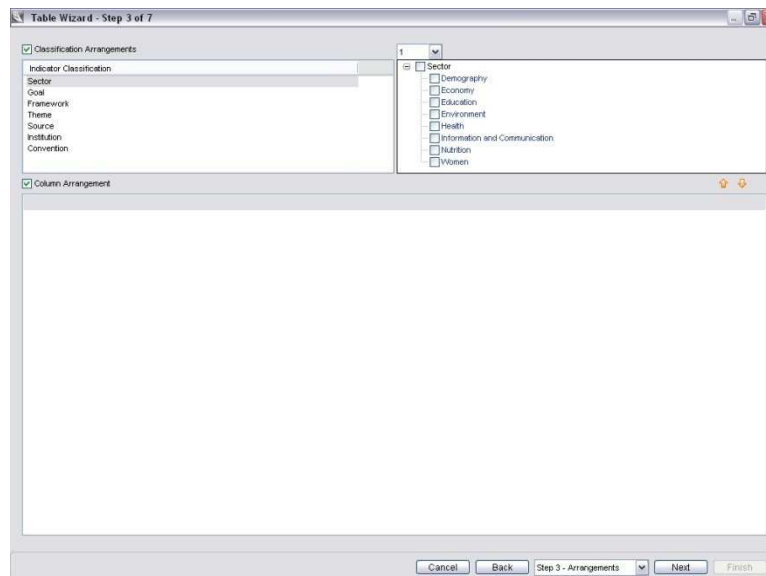 Table Wizard - Step 3 of 7
Classification Arrangements
1
Indicator Classification
Sector
Goal
Framework
Theme
Source
Institution
Convention
Sector
Demography
Economy
Education
Environment
Health
Information and Communication
Nutrition
Women
Column Arrangement
Cancel Back Step 3 - Arrangements Next Finish